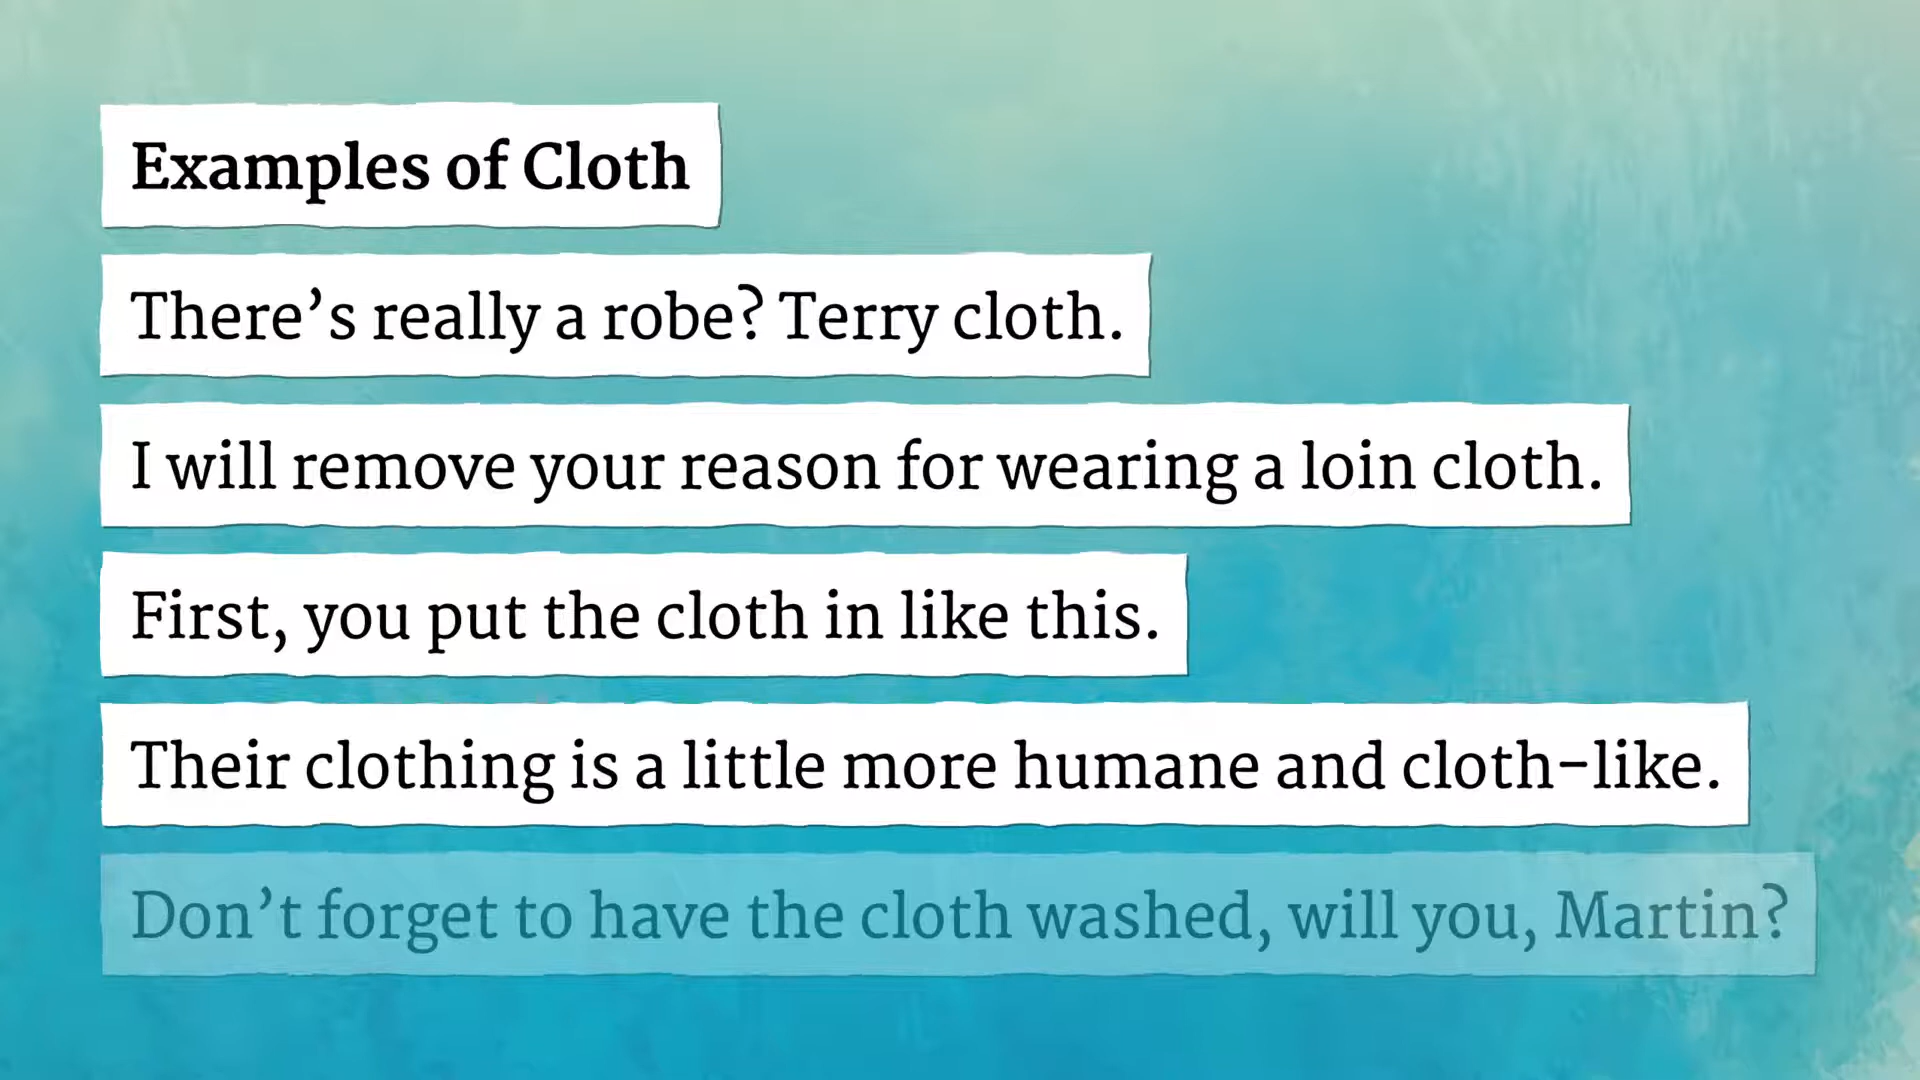 Examples of Cloth
There’s really a robe? Terry cloth.
I will remove your reason for wearing a loin cloth.
First, you put the cloth in like this.
Their clothing is a little more humane and cloth-like.
Don’t forget to have the cloth washed, will you, Martin?